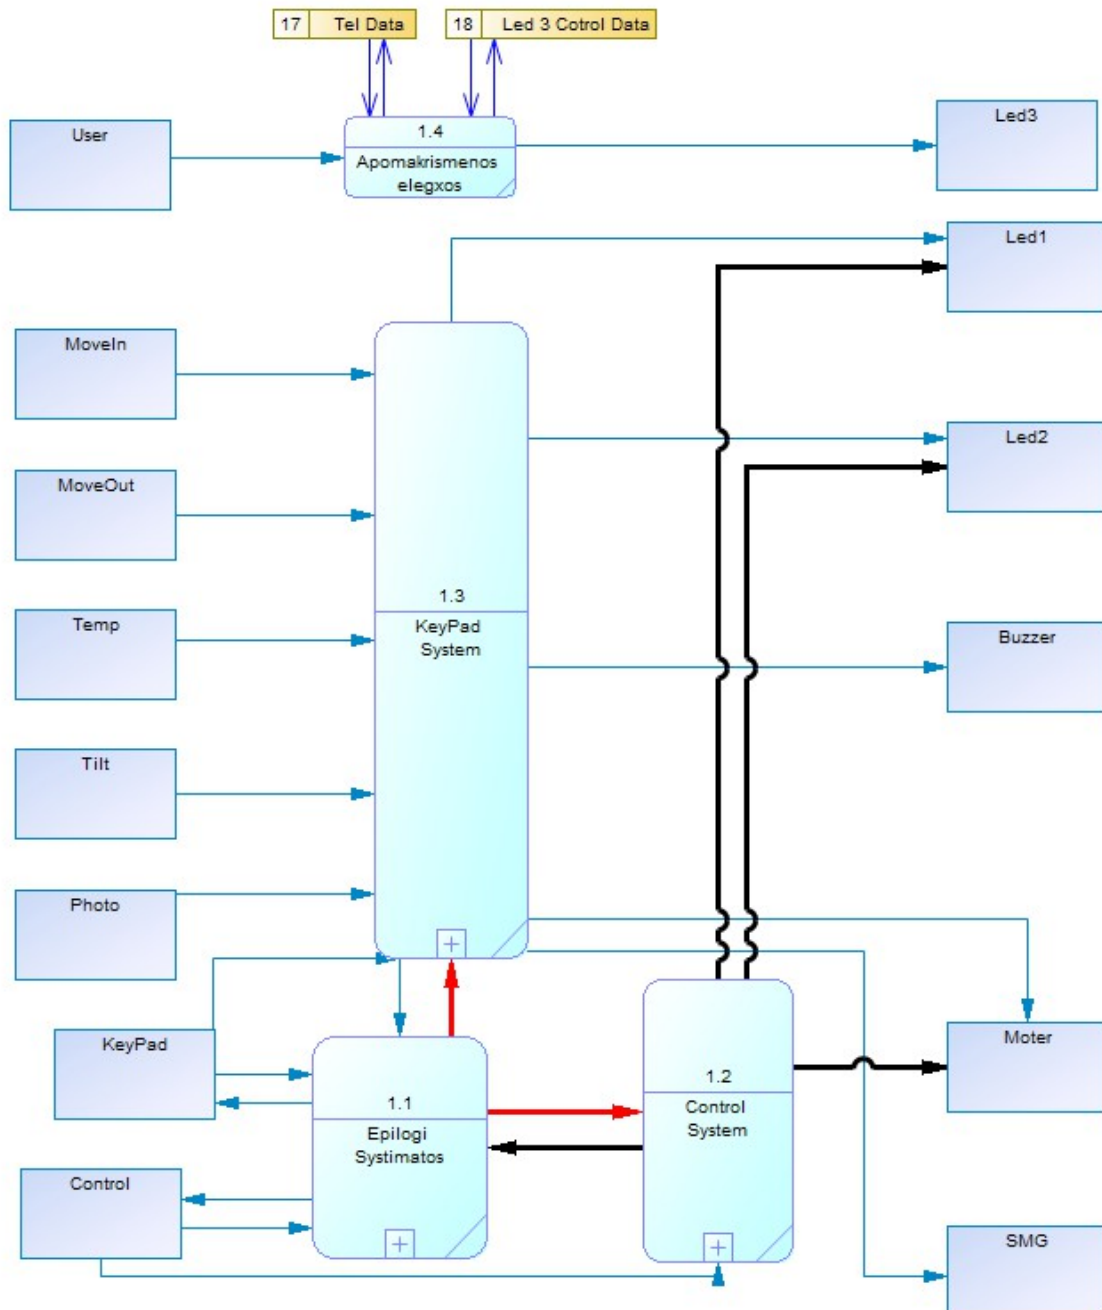 17 Tel Data
18 Led 3 Cotrol Data
User
1.4
Apomakrismenos
elegxos
Led3
Led1
MoveIn
Led2
MoveOut
1.3
KeyPad
System
Temp
Buzzer
Tilt
Photo
KeyPad
1.1
Epilogi
Systimatos
1.2
Control
System
Moter
Control
SMG